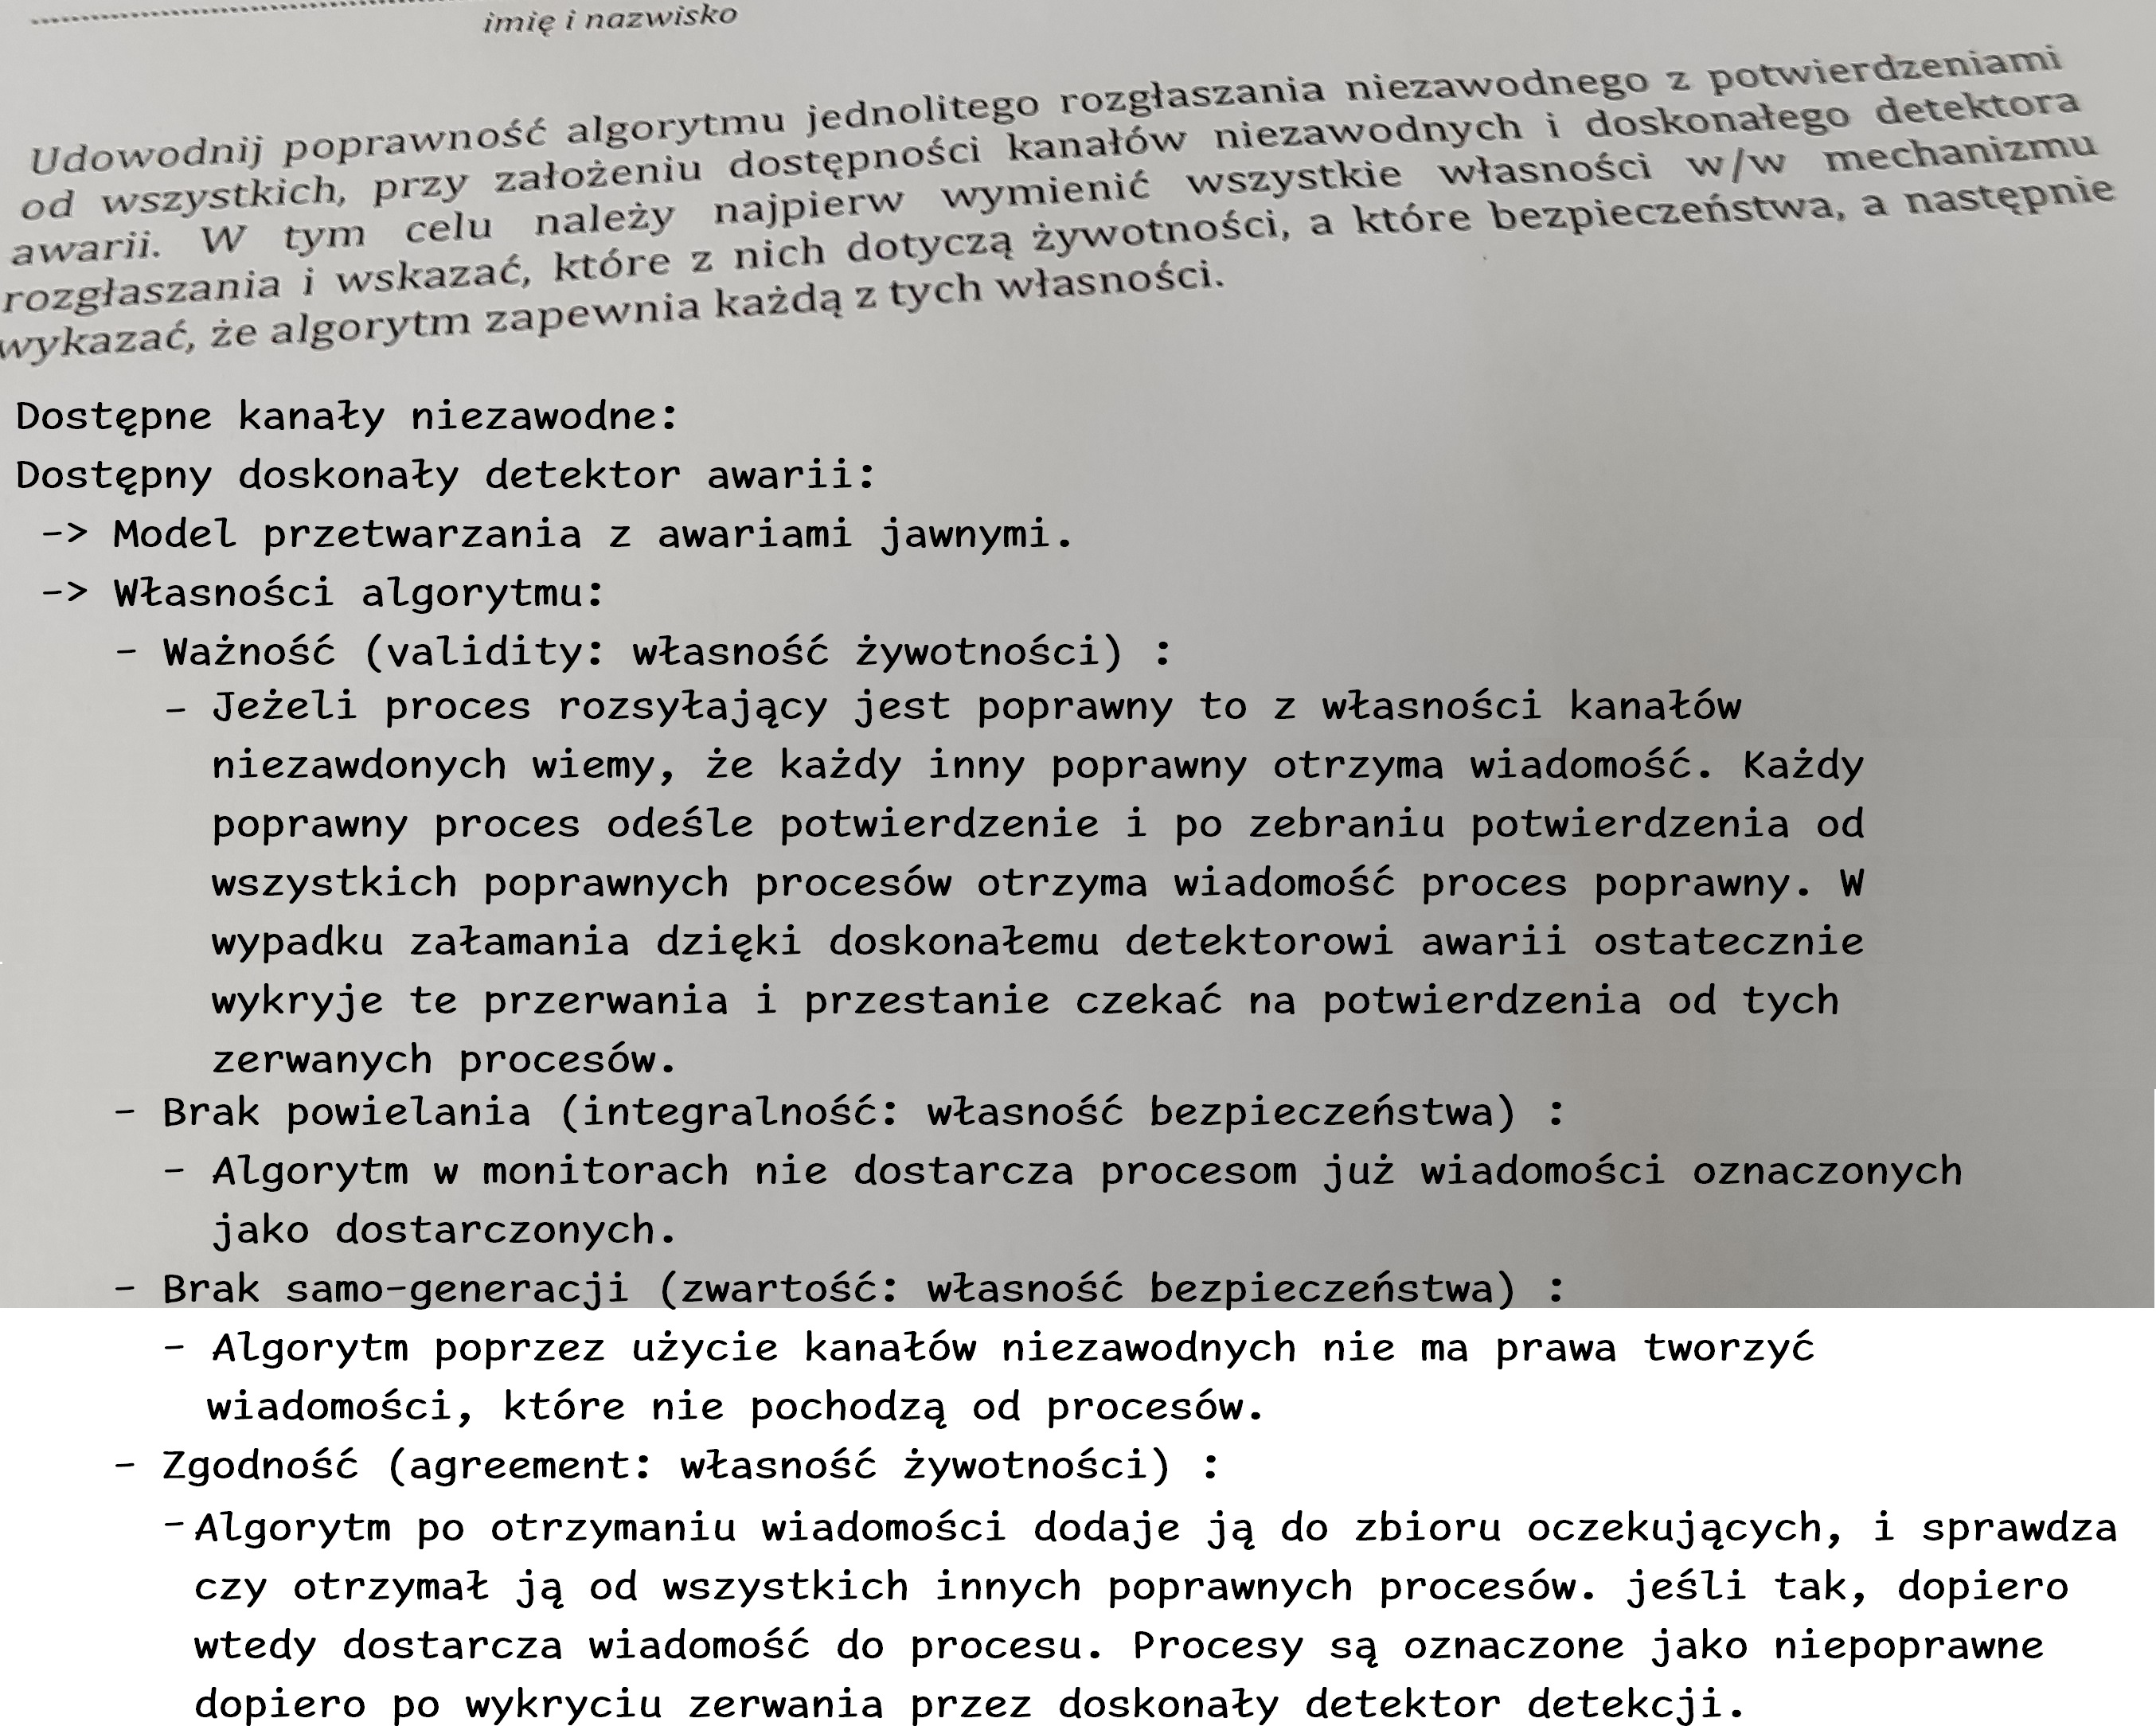 imię i nazwisko
Udowodnij poprawność algorytmu jednolitego rozgłaszania niezawodnego z potwierdzeniami
od wszystkich, przy założeniu dostępności kanałów niezawodnych i doskonałego detektora
awarii. W tym celu należy najpierw wymienić wszystkie własności w/w mechanizmu
rozgłaszania i wskazać, które z nich dotyczą żywotności, a które bezpieczeństwa, a następnie
wykazać, że algorytm zapewnia każdą z tych własności.
Dostępne kanały niezawodne:
Dostępny doskonały detektor awarii:
-> Model przetwarzania z awariami jawnymi.
-> Własności algorytmu:
- Ważność (validity: własność żywotności) :
- Jeżeli proces rozsyłający jest poprawny to z własności kanałów
niezawdonych wiemy, że każdy inny poprawny otrzyma wiadomość. Każdy
poprawny proces odeśle potwierdzenie i po zebraniu potwierdzenia od
wszystkich poprawnych procesów otrzyma wiadomość proces poprawny. W
wypadku załamania dzięki doskonałemu detektorowi awarii ostatecznie
wykryje te przerwania i przestanie czekać na potwierdzenia od tych
zerwanych procesów.
- Brak powielania (integralność: własność bezpieczeństwa) :
- Algorytm w monitorach nie dostarcza procesom już wiadomości oznaczonych
jako dostarczonych.
- Brak samo-generacji (zwartość: własność bezpieczeństwa) :
- Algorytm poprzez użycie kanałów niezawodnych nie ma prawa tworzyć
wiadomości, które nie pochodzą od procesów.
- Zgodność (agreement: własność żywotności) :
- Algorytm po otrzymaniu wiadomości dodaje ją do zbioru oczekujących, i sprawdza
czy otrzymał ją od wszystkich innych poprawnych procesów. jeśli tak, dopiero
wtedy dostarcza wiadomość do procesu. Procesy są oznaczone jako niepoprawne
dopiero po wykryciu zerwania przez doskonały detektor detekcji.